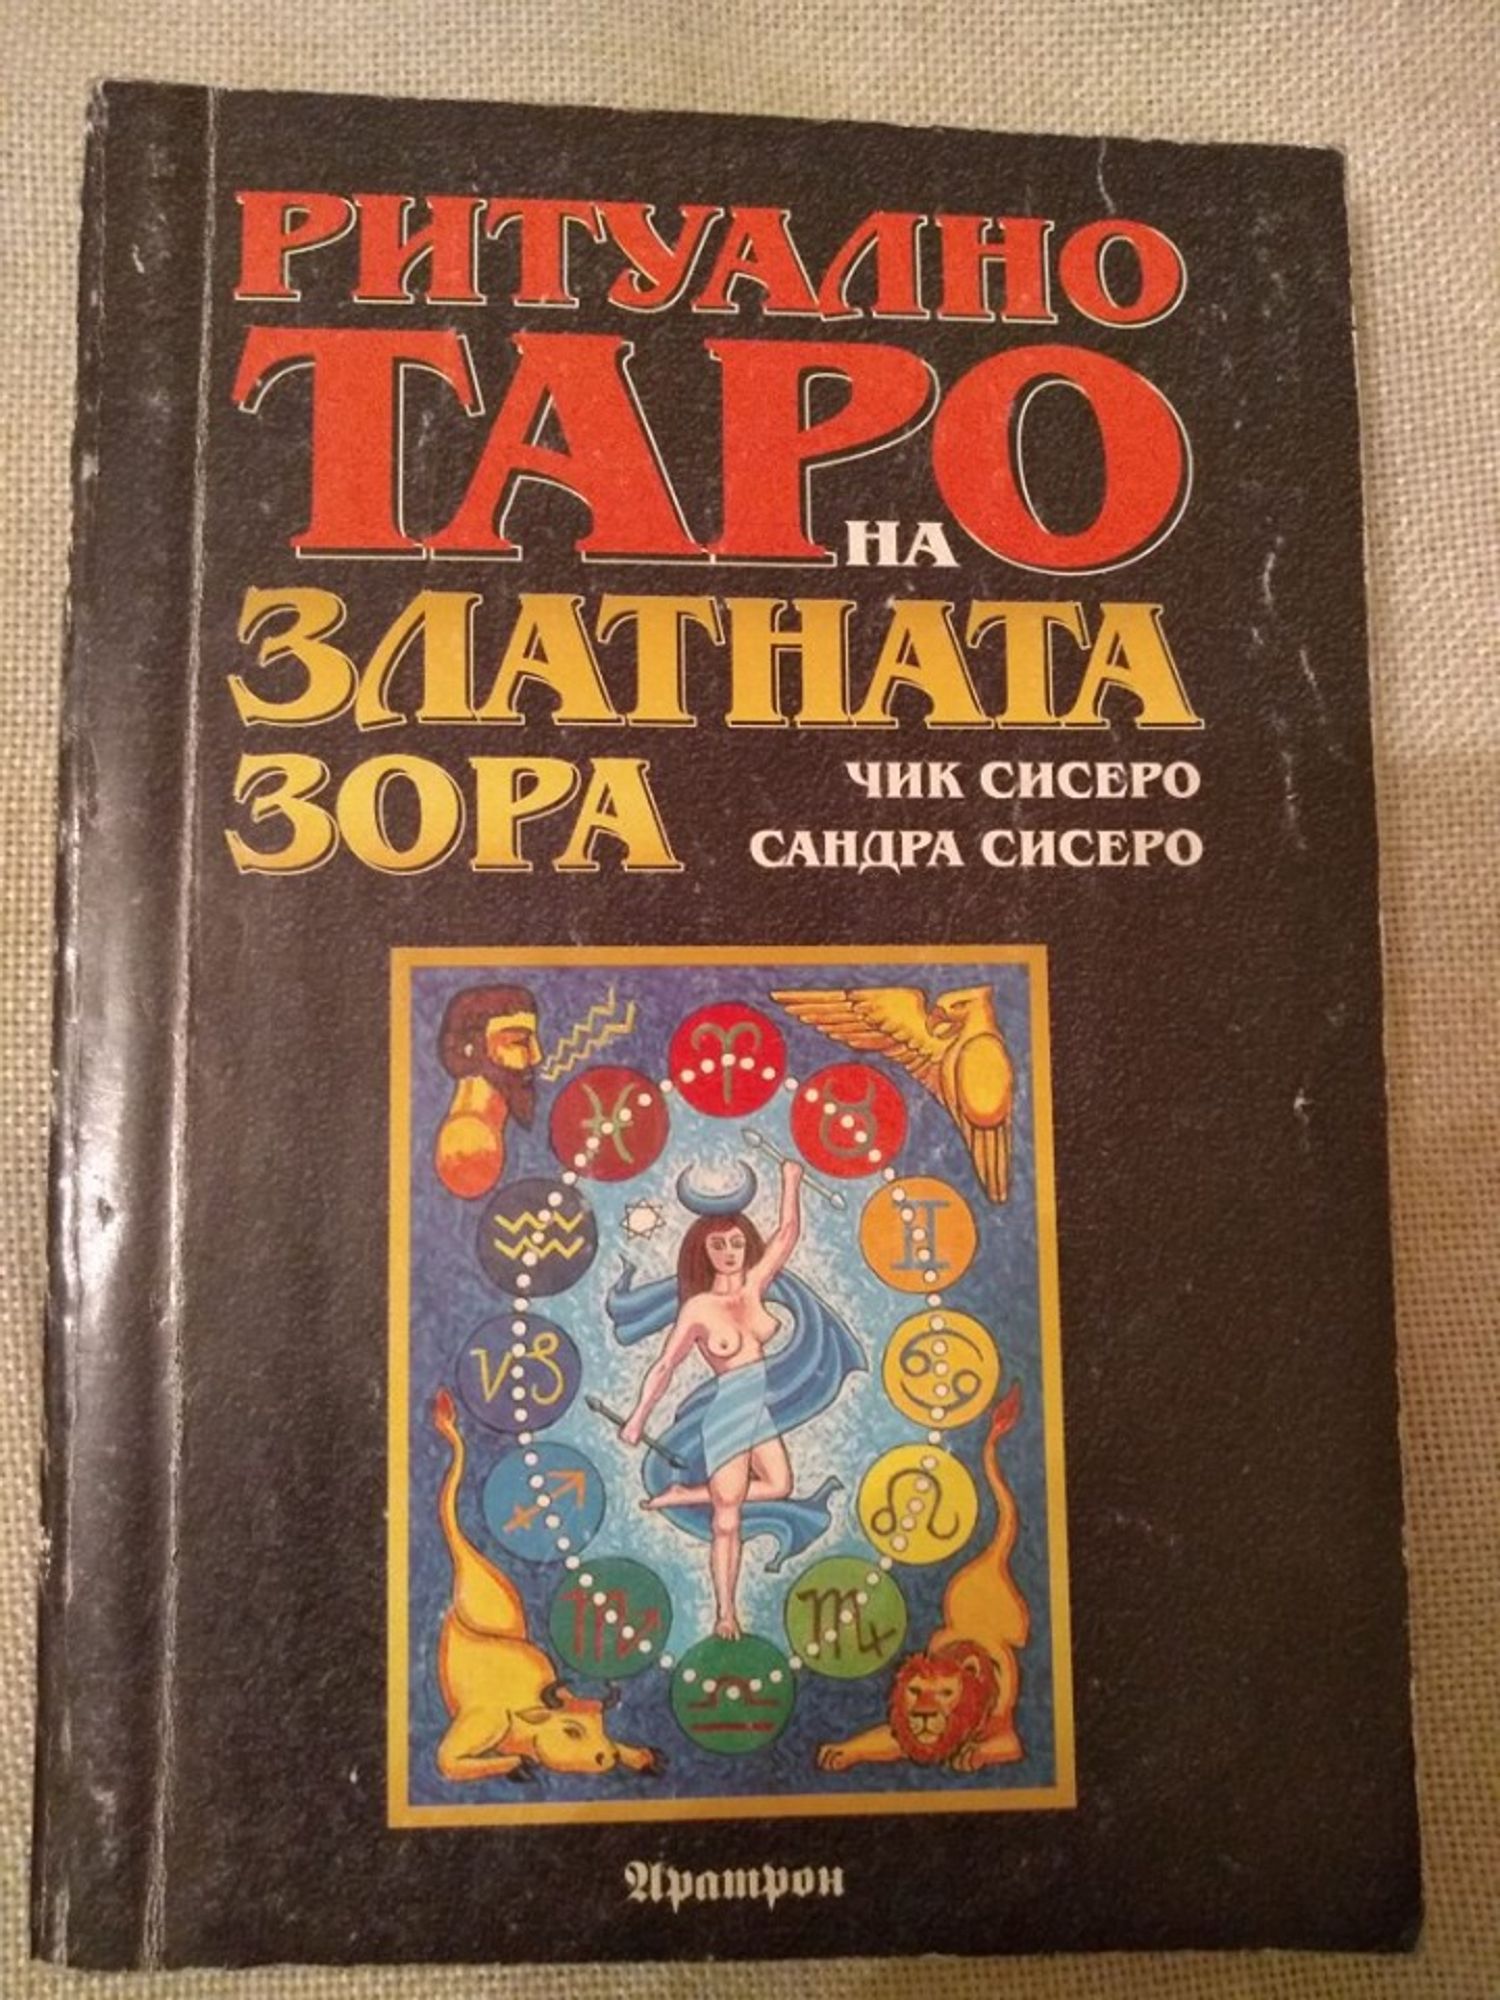 РИТУАЛНО
ТАРО
НА
ЗЛАТНАТА
ЗОРА
ЧИК СИСЕРО
САНДРА СИСЕРО
Аратрон